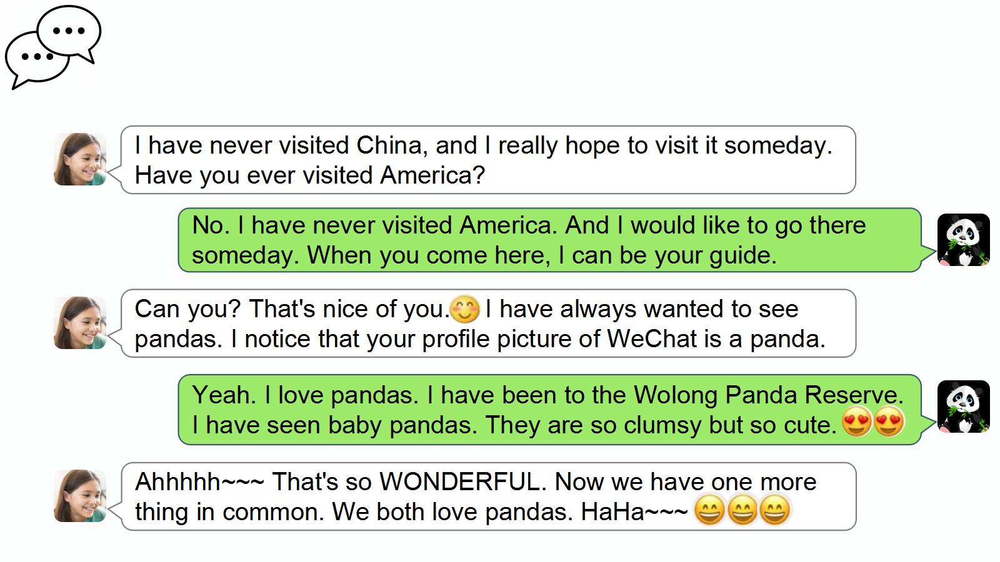 I have never visited China, and I really hope to visit it someday.
Have you ever visited America?
No. I have never visited America. And I would like to go there
someday. When you come here, I can be your guide.
Can you? That's nice of you.😊 I have always wanted to see
pandas. I notice that your profile picture of WeChat is a panda.
Yeah. I love pandas. I have been to the Wolong Panda Reserve.
I have seen baby pandas. They are so clumsy but so cute. 😍😍
Ahhhhh~~~ That's so WONDERFUL. Now we have one more
thing in common. We both love pandas. HaHa~~~ 😄😄😄